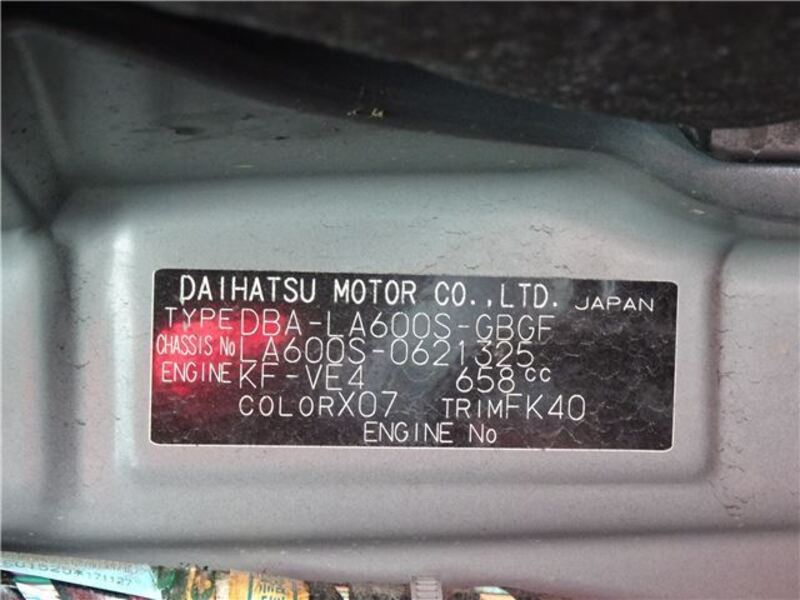 DAIHATSU MOTOR CO.,LTD. JAPAN
TYPE DBA-LA600S-GBGF
CHASSIS No LA600S-0621325
ENGINE KF-VE4 658cc
COLOR X07 TRIM FK40
ENGINE No
*171127